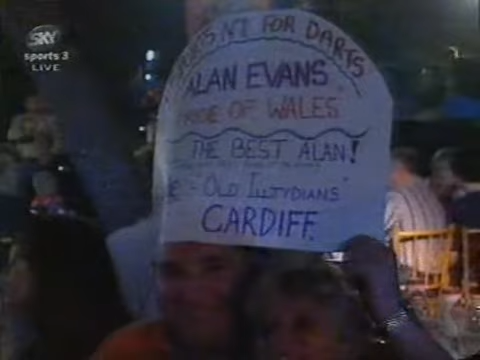 SKY
sports 3
LIVE
FOR DARTS
ALAN EVANS
OF WALES
THE BEST ALAN!
"OLD ILLTYDIANS"
CARDIFF.